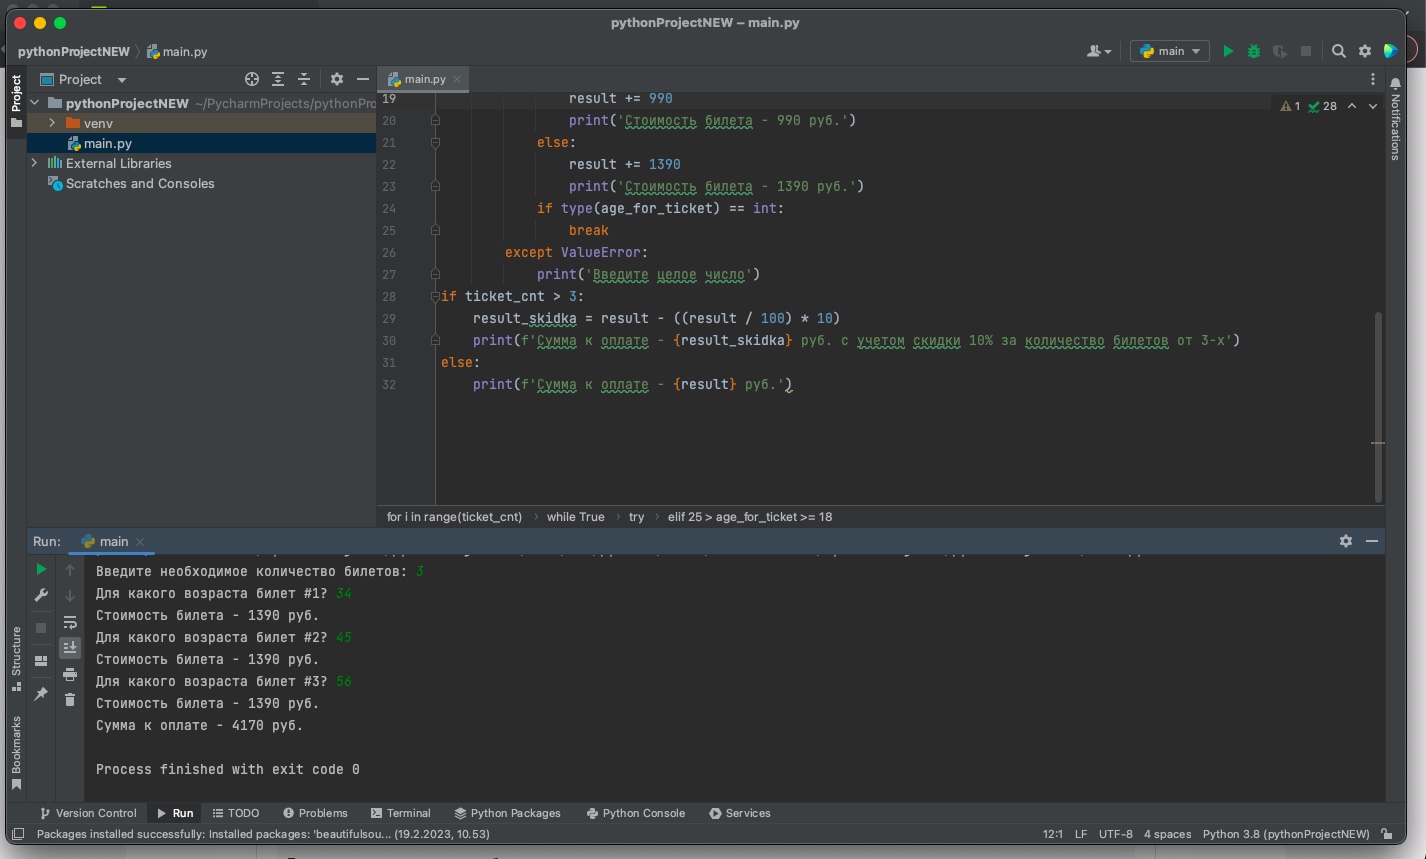 pythonProjectNEW – main.py
pythonProjectNEW main.py
main
Project
main.py
pythonProjectNEW ~/PycharmProjects/pythonPro
venv
main.py
External Libraries
Scratches and Consoles
Project
Notifications
1 28
19 result += 990
20 print('Стоимость билета - 990 руб.')
21 else:
22 result += 1390
23 print('Стоимость билета - 1390 руб.')
24 if type(age_for_ticket) == int:
25 break
26 except ValueError:
27 print('Введите целое число')
28 if ticket_cnt > 3:
29 result_skidka = result - ((result / 100) * 10)
30 print(f'Сумма к оплате - {result_skidka} руб. с учетом скидки 10% за количество билетов от 3-х')
31 else:
32 print(f'Сумма к оплате - {result} руб.')
for i in range(ticket_cnt) while True try elif 25 > age_for_ticket >= 18
Run: main
Введите необходимое количество билетов: 3
Для какого возраста билет #1? 34
Стоимость билета - 1390 руб.
Для какого возраста билет #2? 45
Стоимость билета - 1390 руб.
Для какого возраста билет #3? 56
Стоимость билета - 1390 руб.
Сумма к оплате - 4170 руб.
Process finished with exit code 0
Structure
Bookmarks
Version Control Run TODO Problems Terminal Python Packages Python Console Services
Packages installed successfully: Installed packages: 'beautifulsou... (19.2.2023, 10.53) 12:1 LF UTF-8 4 spaces Python 3.8 (pythonProjectNEW)